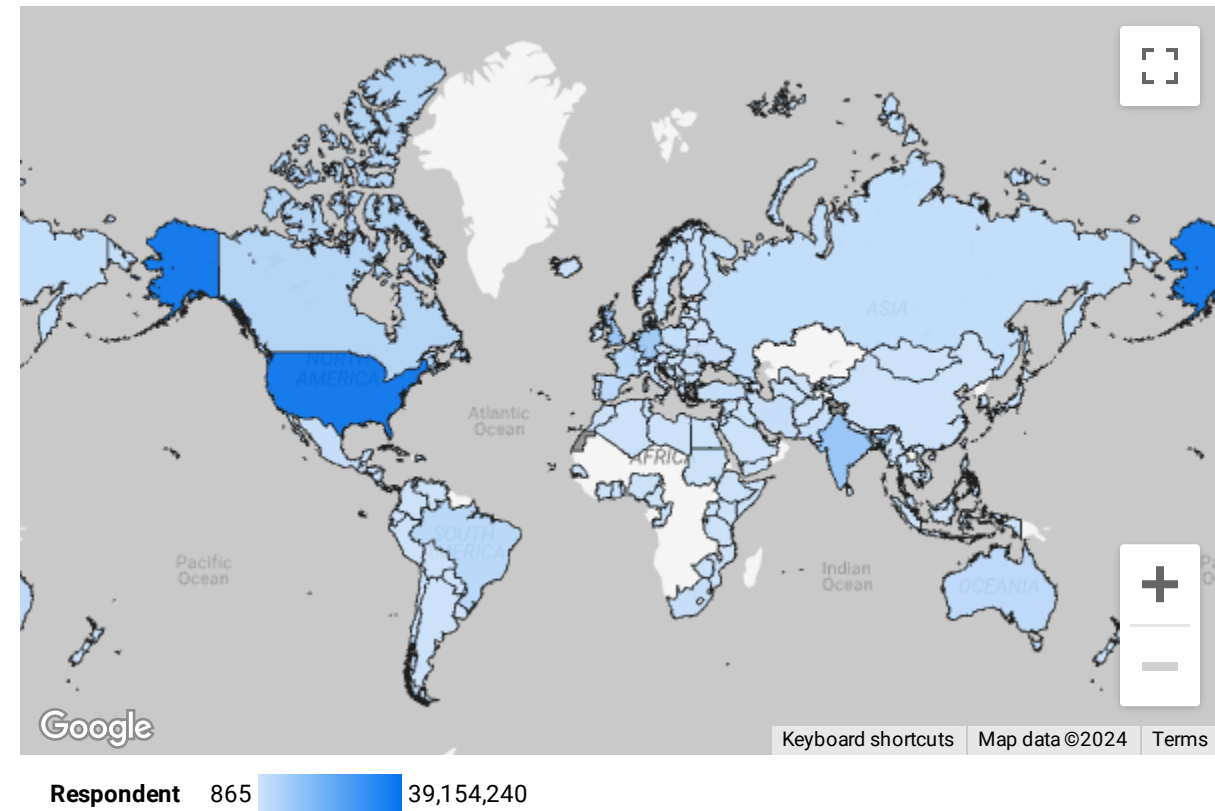 ASIA
NORTH
AMERICA
Atlantic
Ocean
AFRICA
SOUTH
AMERICA
Pacific
Ocean
Indian
Ocean
OCEANIA
Google
Keyboard shortcuts
Map data ©2024
Terms
Respondent 865 39,154,240